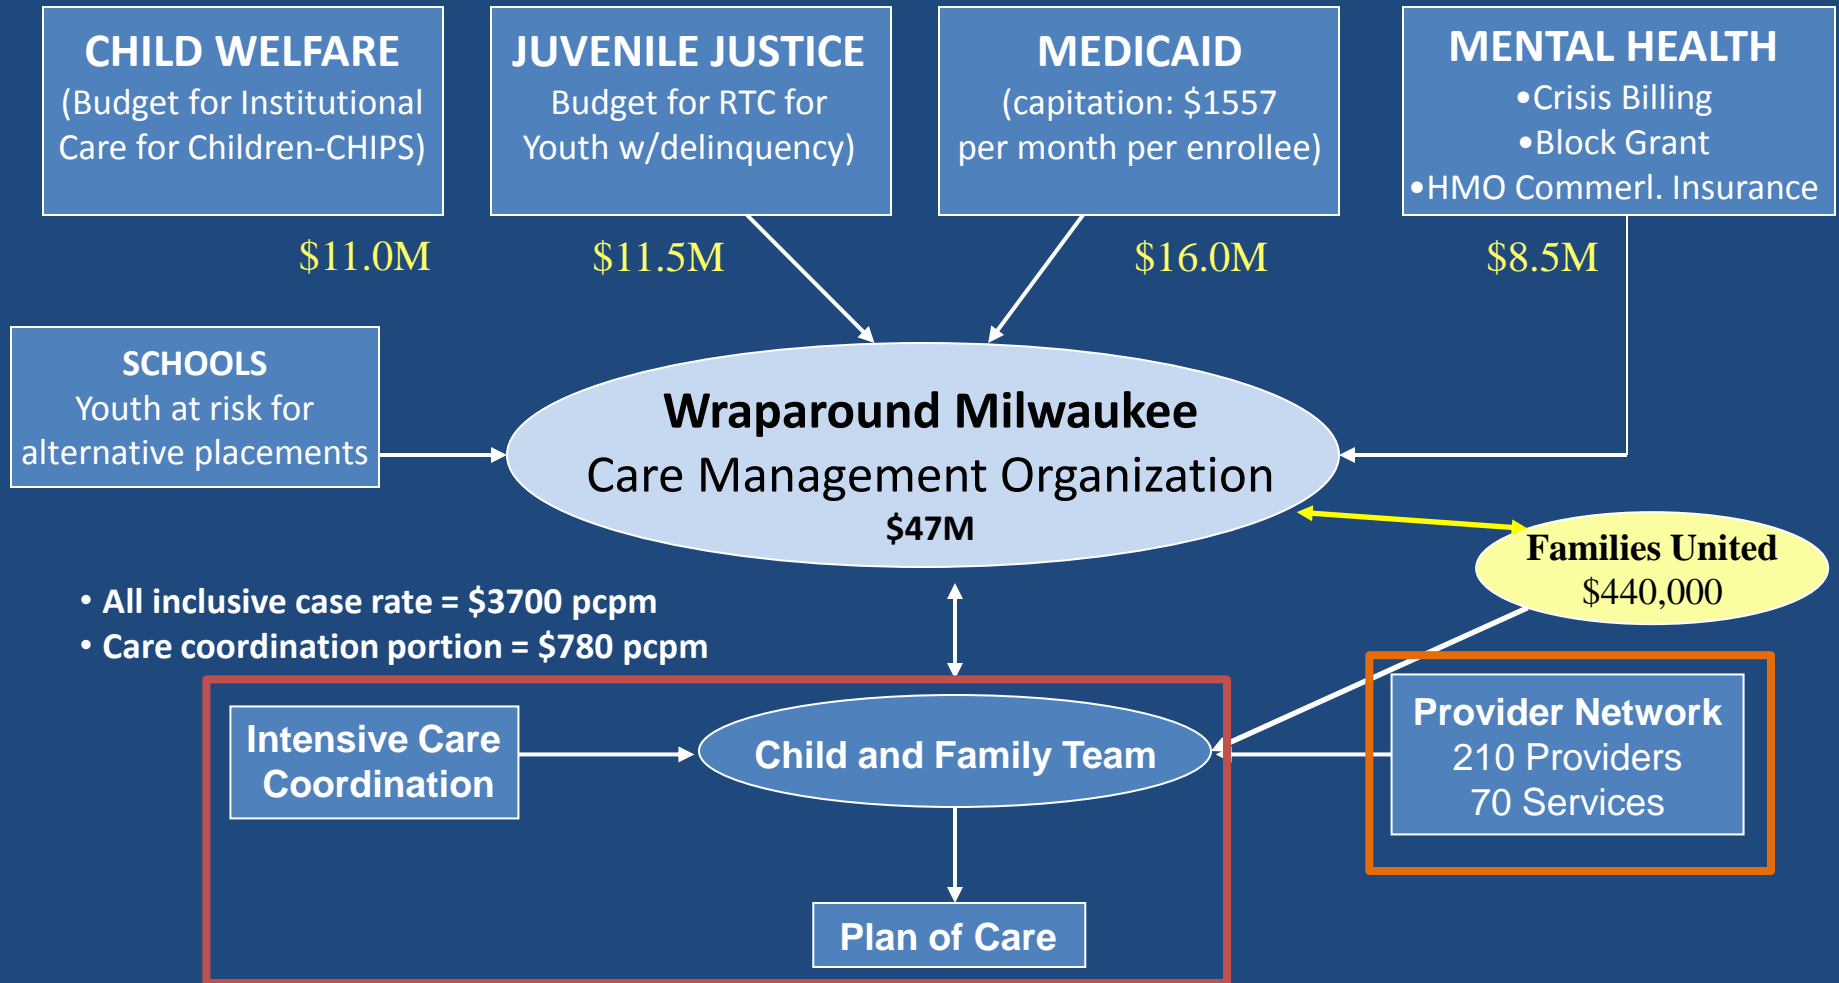 CHILD WELFARE
(Budget for Institutional
Care for Children-CHIPS)
JUVENILE JUSTICE
Budget for RTC for
Youth w/delinquency)
MEDICAID
(capitation: $1557
per month per enrollee)
MENTAL HEALTH
•Crisis Billing
•Block Grant
•HMO Commerl. Insurance
$11.0M
$11.5M
$16.0M
$8.5M
SCHOOLS
Youth at risk for
alternative placements
Wraparound Milwaukee
Care Management Organization
$47M
Families United
$440,000
• All inclusive case rate = $3700 pcpm
• Care coordination portion = $780 pcpm
Intensive Care
Coordination
Child and Family Team
Provider Network
210 Providers
70 Services
Plan of Care